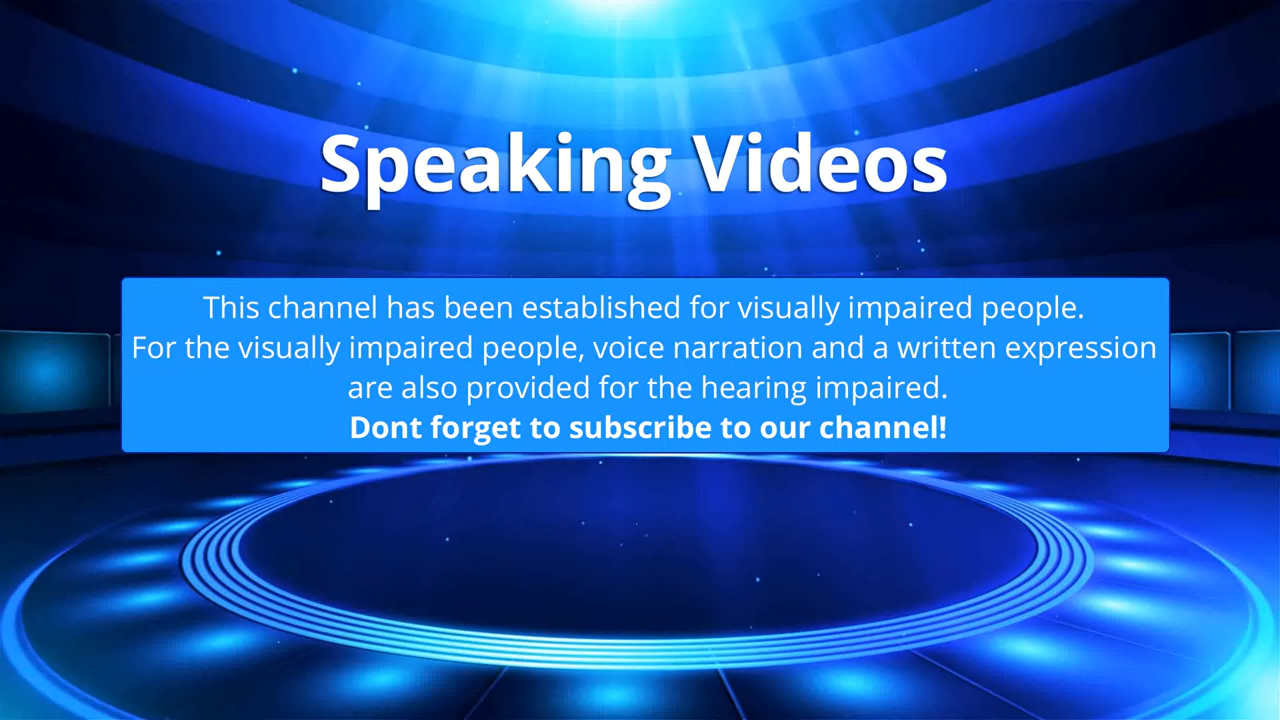 Speaking Videos
This channel has been established for visually impaired people.
For the visually impaired people, voice narration and a written expression
are also provided for the hearing impaired.
Dont forget to subscribe to our channel!